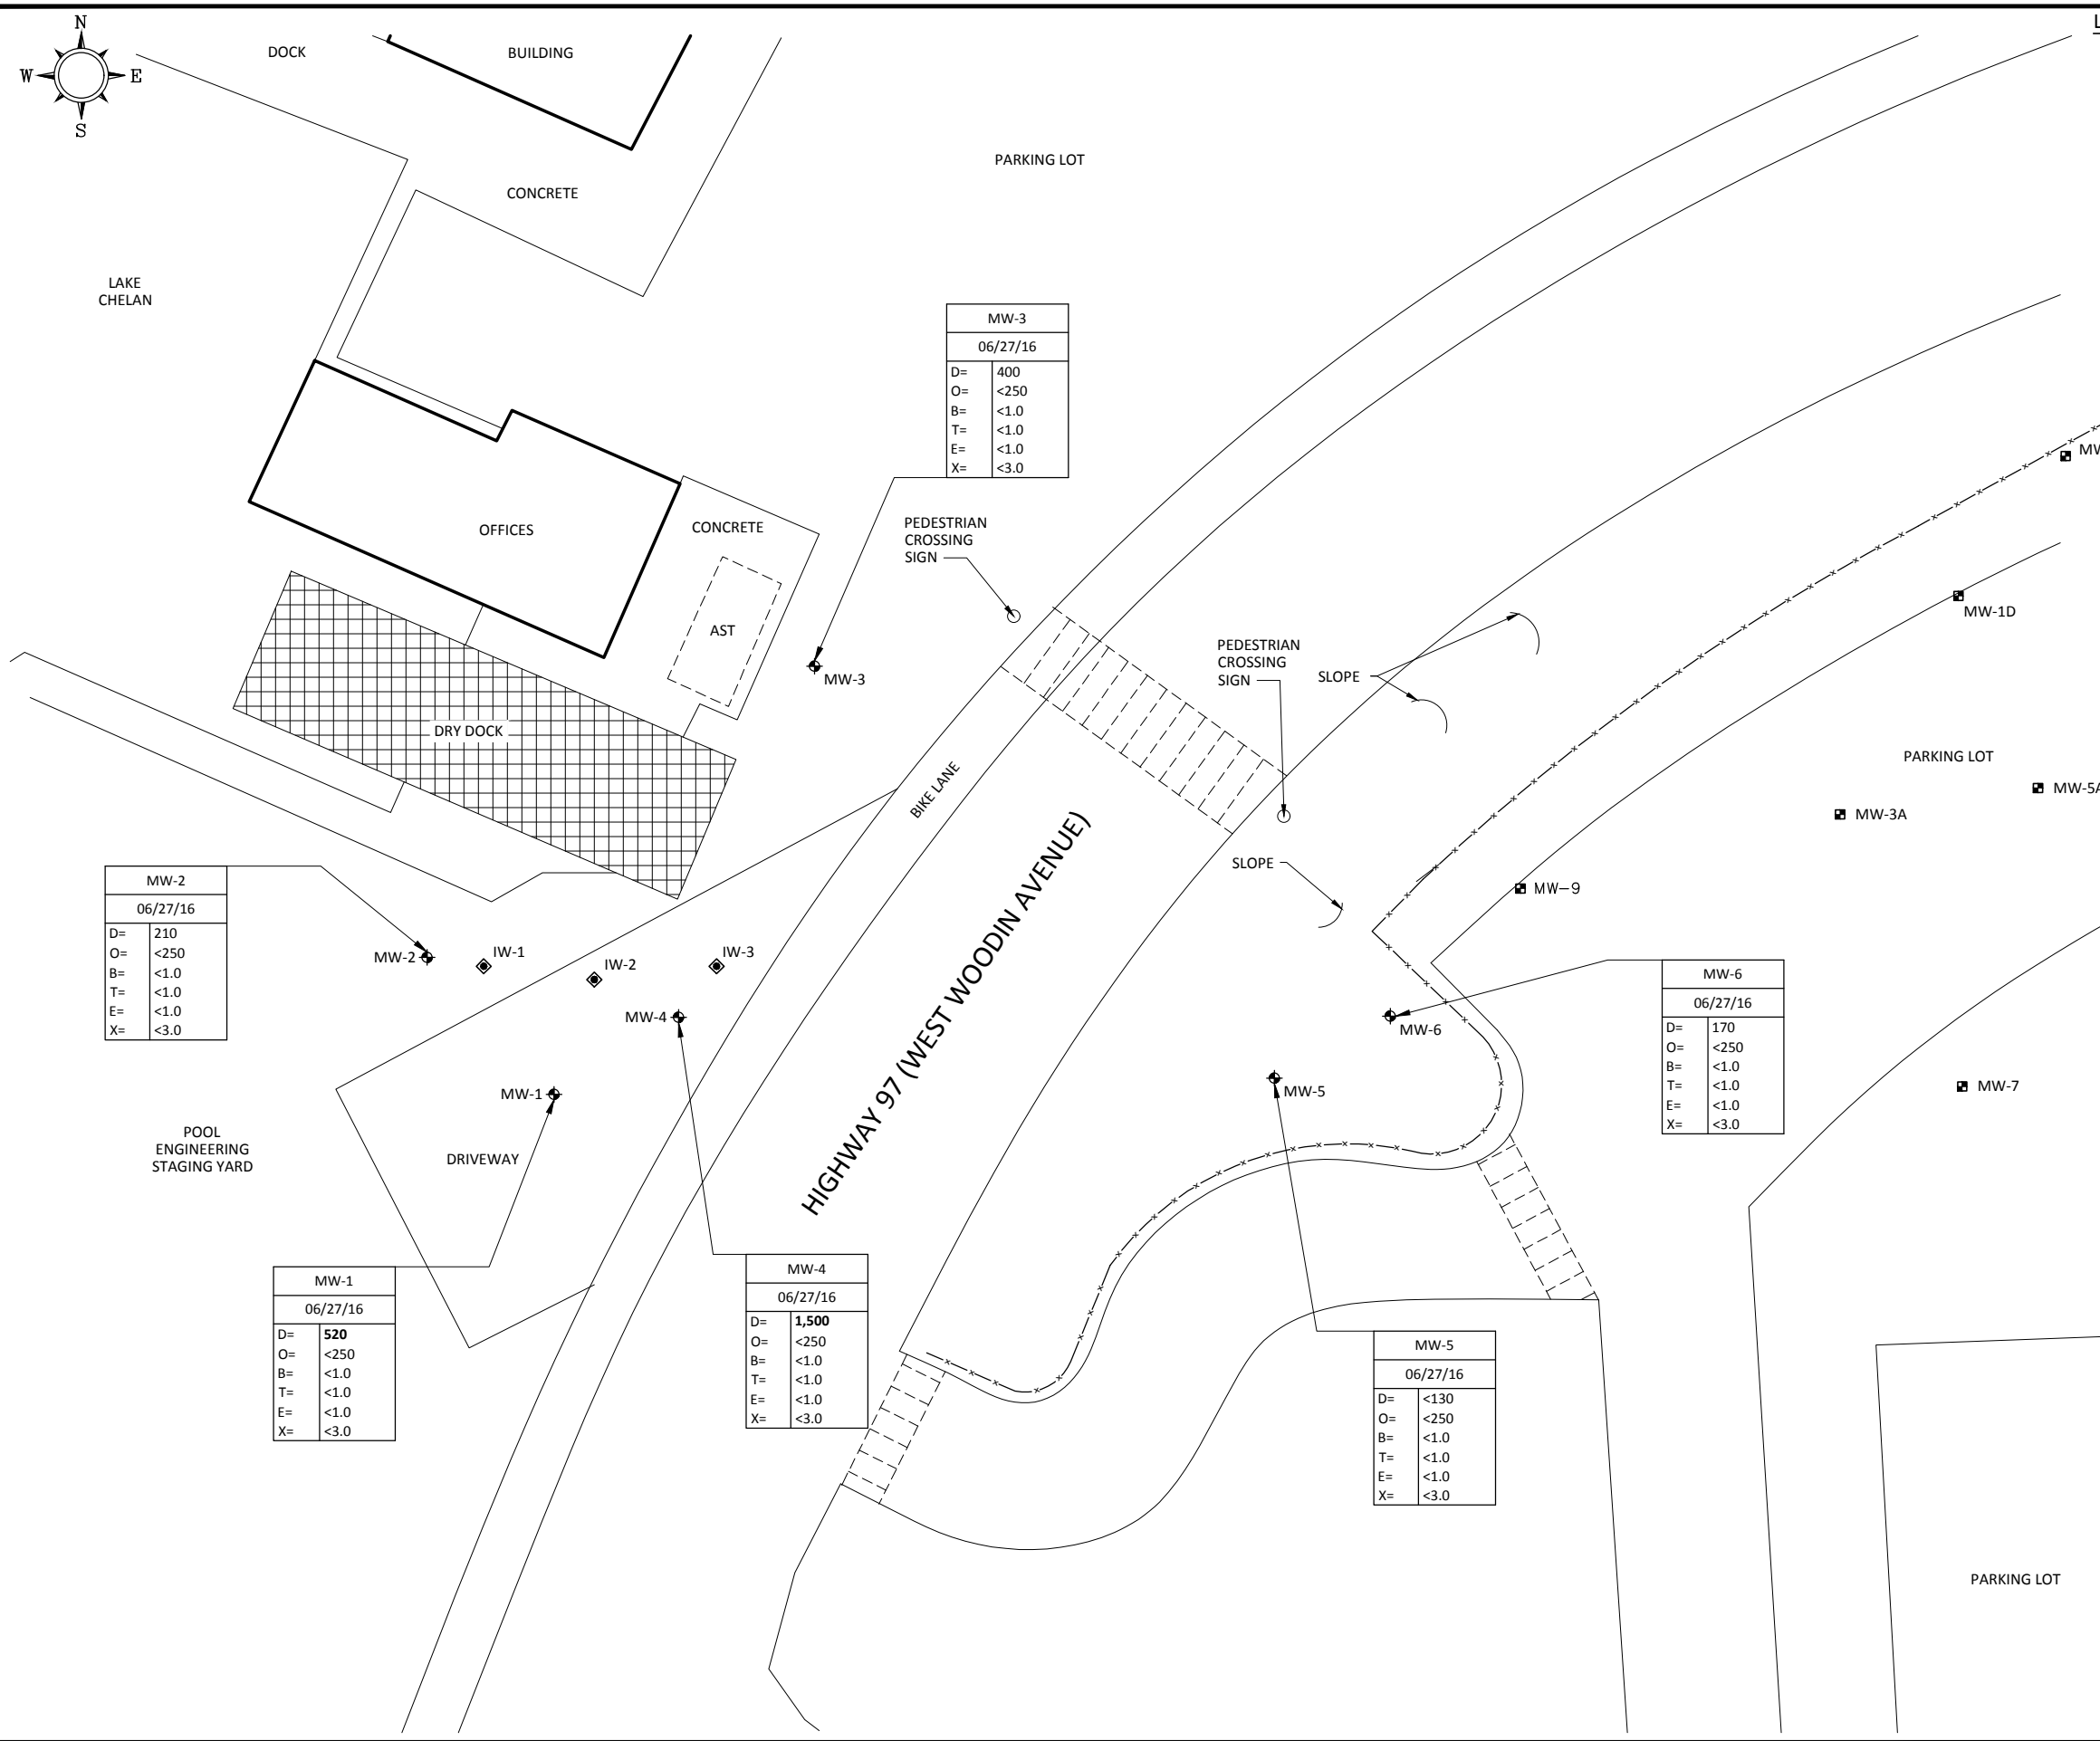 N
W E
S
DOCK
BUILDING
L
CONCRETE
PARKING LOT
LAKE
CHELAN
MW-3
06/27/16
D= 400
O= <250
B= <1.0
T= <1.0
E= <1.0
X= <3.0
OFFICES
CONCRETE
AST
MW-3
PEDESTRIAN
CROSSING
SIGN
PEDESTRIAN
CROSSING
SIGN
SLOPE
MW
MW-1D
PARKING LOT
MW-5A
MW-3A
DRY DOCK
BIKE LANE
HIGHWAY 97 (WEST WOODIN AVENUE)
SLOPE
MW-9
MW-2
06/27/16
D= 210
O= <250
B= <1.0
T= <1.0
E= <1.0
X= <3.0
MW-2
IW-1
IW-2
IW-3
MW-4
MW-6
MW-6
06/27/16
D= 170
O= <250
B= <1.0
T= <1.0
E= <1.0
X= <3.0
MW-5
MW-7
MW-1
POOL
ENGINEERING
STAGING YARD
DRIVEWAY
MW-1
06/27/16
D= 520
O= <250
B= <1.0
T= <1.0
E= <1.0
X= <3.0
MW-4
06/27/16
D= 1,500
O= <250
B= <1.0
T= <1.0
E= <1.0
X= <3.0
MW-5
06/27/16
D= <130
O= <250
B= <1.0
T= <1.0
E= <1.0
X= <3.0
PARKING LOT